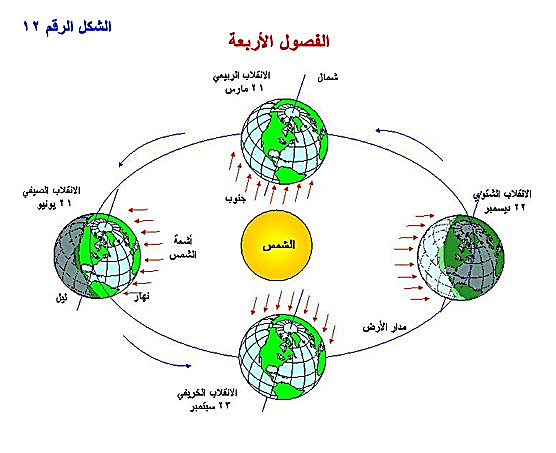 الشكل الرقم ١٢
الفصول الأربعة
شمال
الانقلاب الربيعي
٢١ مارس
جنوب
الانقلاب الشتوي
٢٢ ديسمبر
الانقلاب الصيفي
٢١ يونيو
أشعة
الشمس
الشمس
ليل
نهار
مدار الأرض
الانقلاب الخريفي
٢٣ سبتمبر